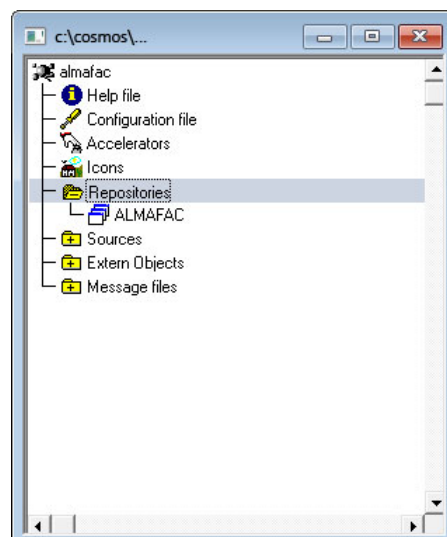 c:\cosmos\...
almafac
Help file
Configuration file
Accelerators
Icons
Repositories
ALMAFAC
Sources
Extern Objects
Message files